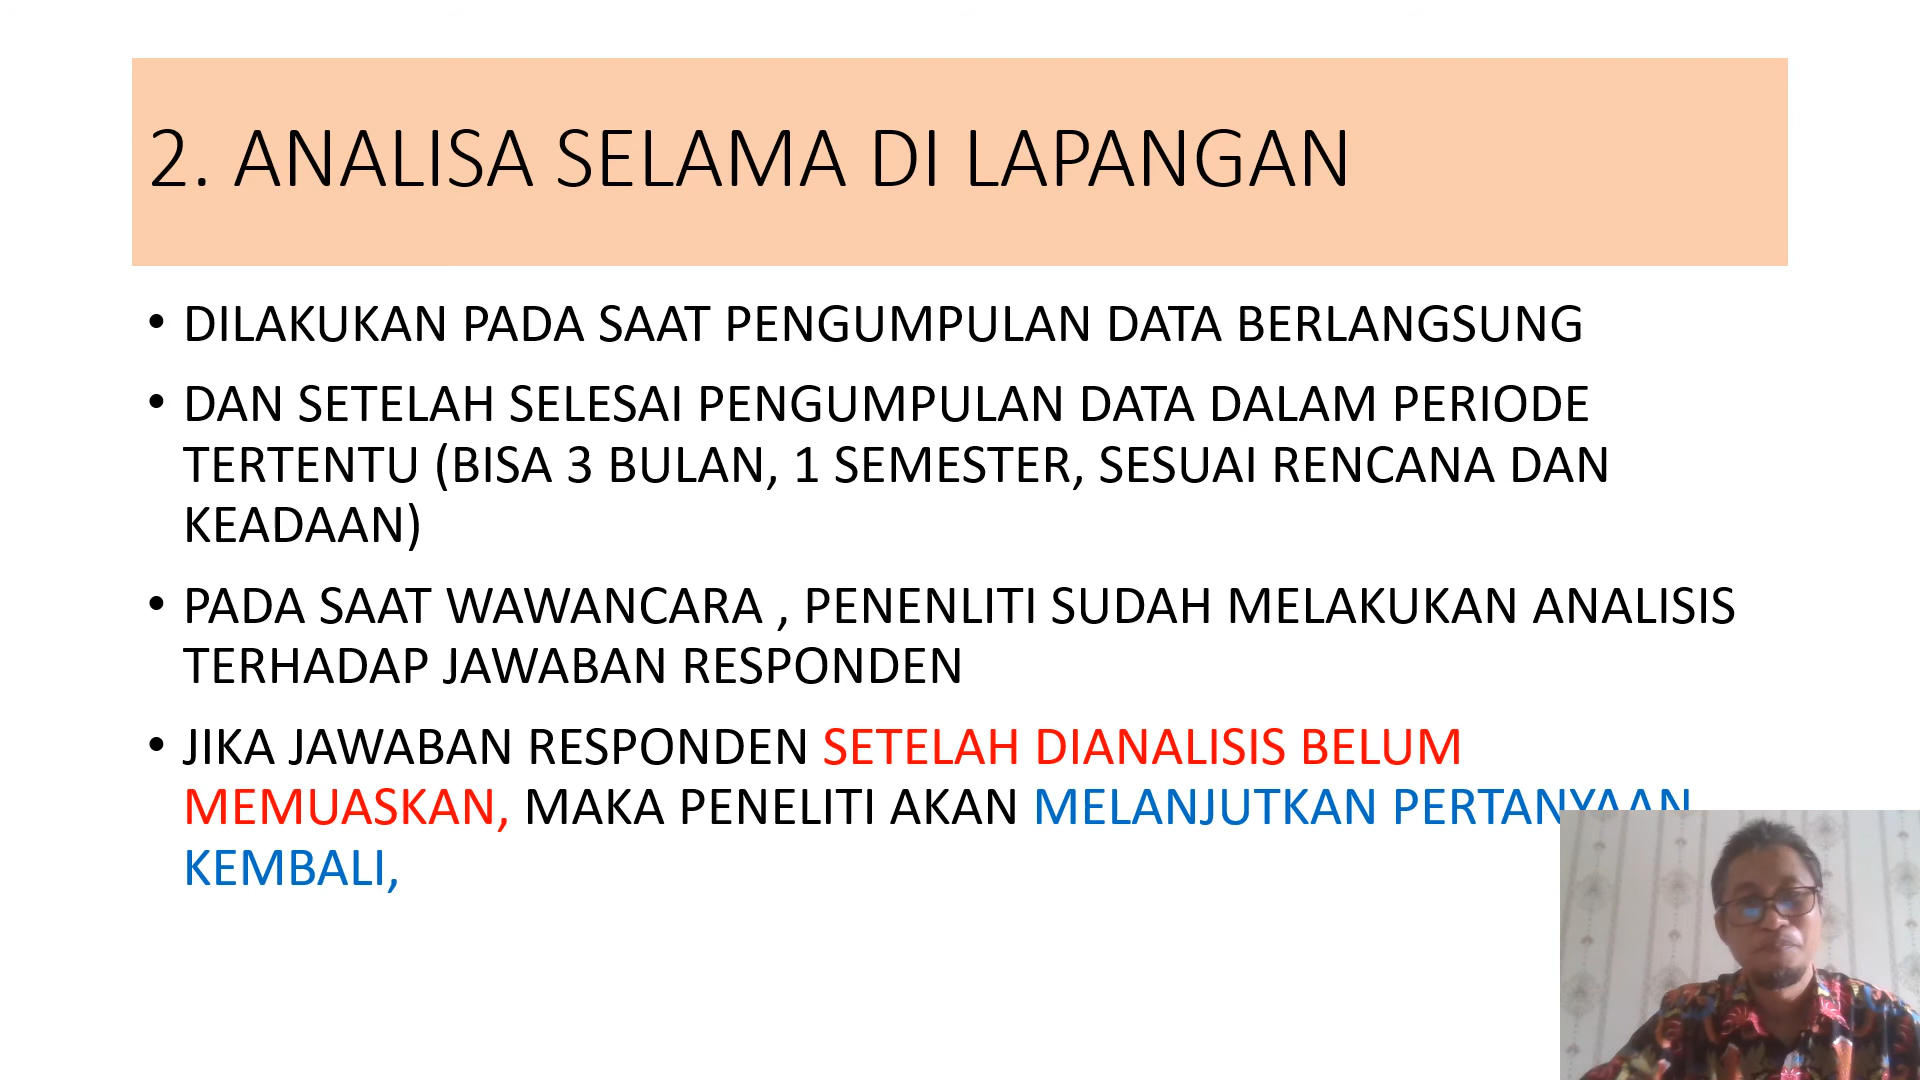 2. ANALISA SELAMA DI LAPANGAN
• DILAKUKAN PADA SAAT PENGUMPULAN DATA BERLANGSUNG
• DAN SETELAH SELESAI PENGUMPULAN DATA DALAM PERIODE
TERTENTU (BISA 3 BULAN, 1 SEMESTER, SESUAI RENCANA DAN
KEADAAN)
• PADA SAAT WAWANCARA , PENENLITI SUDAH MELAKUKAN ANALISIS
TERHADAP JAWABAN RESPONDEN
• JIKA JAWABAN RESPONDEN SETELAH DIANALISIS BELUM
MEMUASKAN, MAKA PENELITI AKAN MELANJUTKAN PERTANYAAN
KEMBALI,